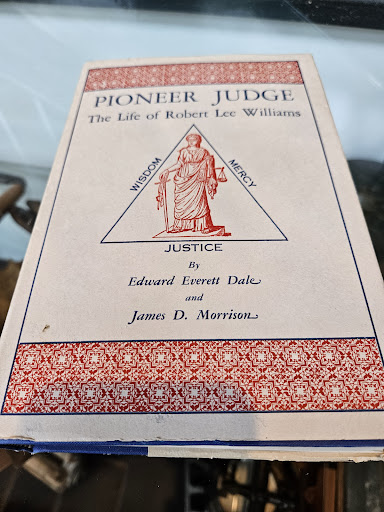 PIONEER JUDGE
The Life of Robert Lee Williams
WISDOM
MERCY
JUSTICE
By
Edward Everett Dale
and
James D. Morrison